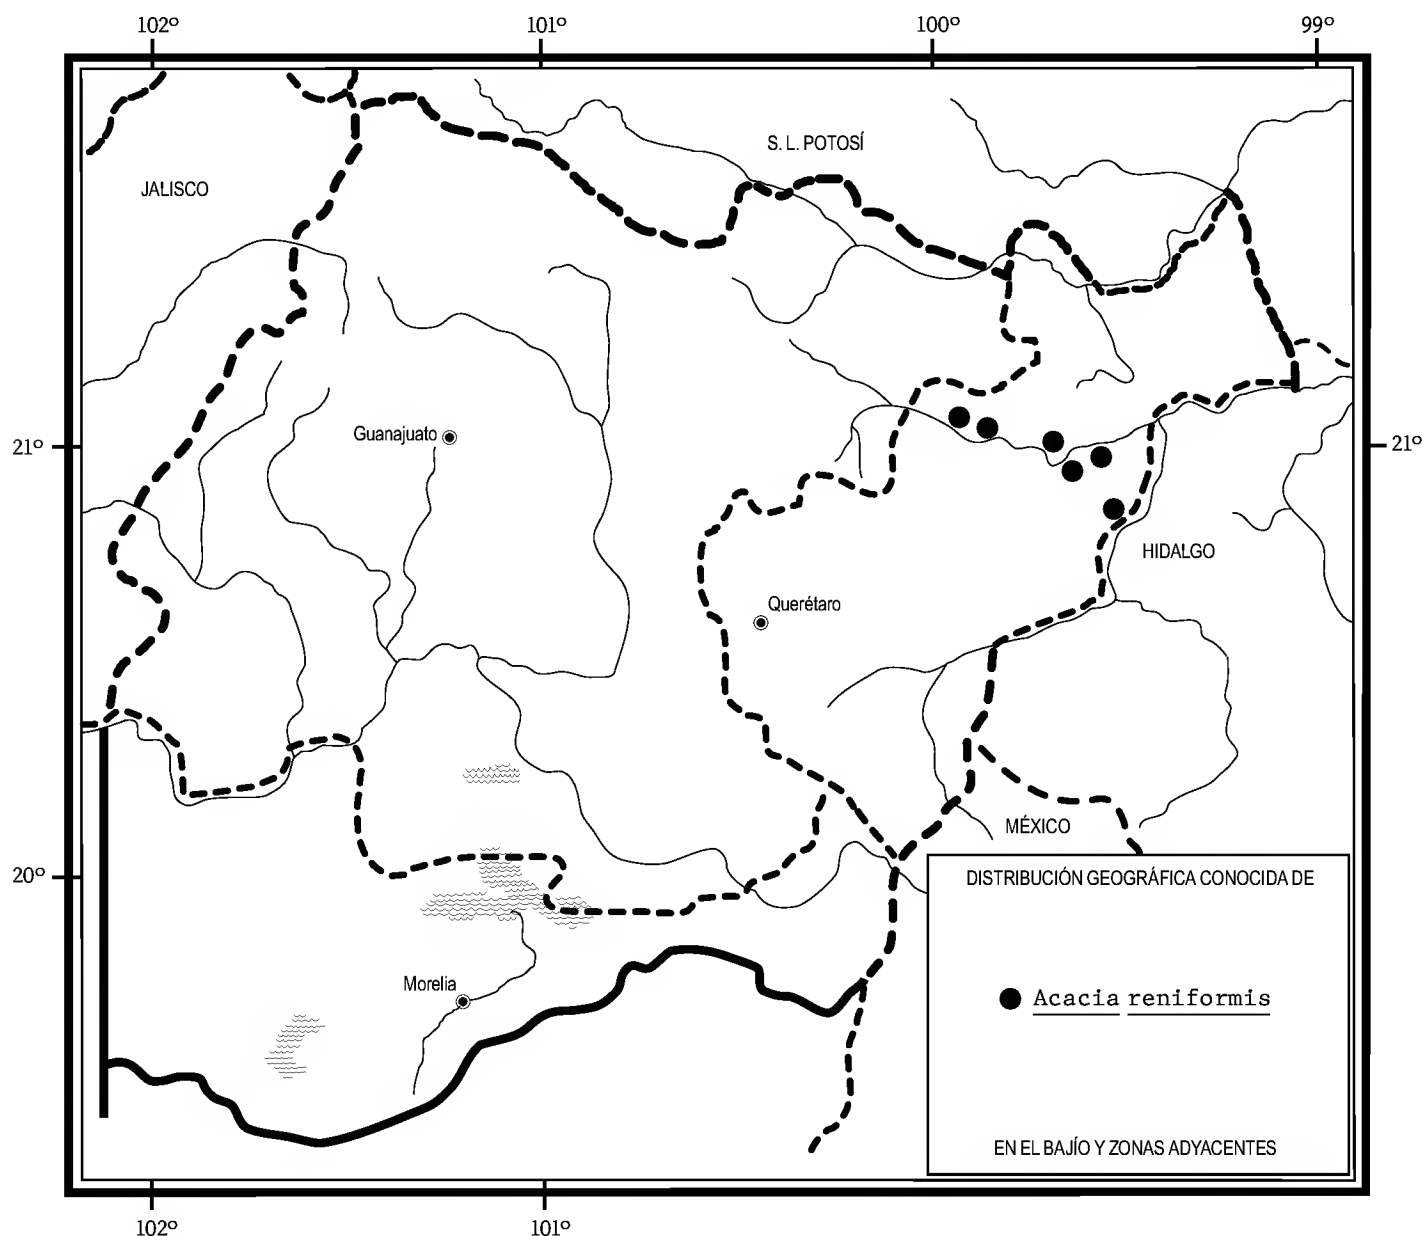 102º 101º 100º 99º
S. L. POTOSÍ
JALISCO
Guanajuato
21º 21º
HIDALGO
Querétaro
MÉXICO
20º
DISTRIBUCIÓN GEOGRÁFICA CONOCIDA DE
Morelia
Acacia reniformis
EN EL BAJÍO Y ZONAS ADYACENTES
102º 101º